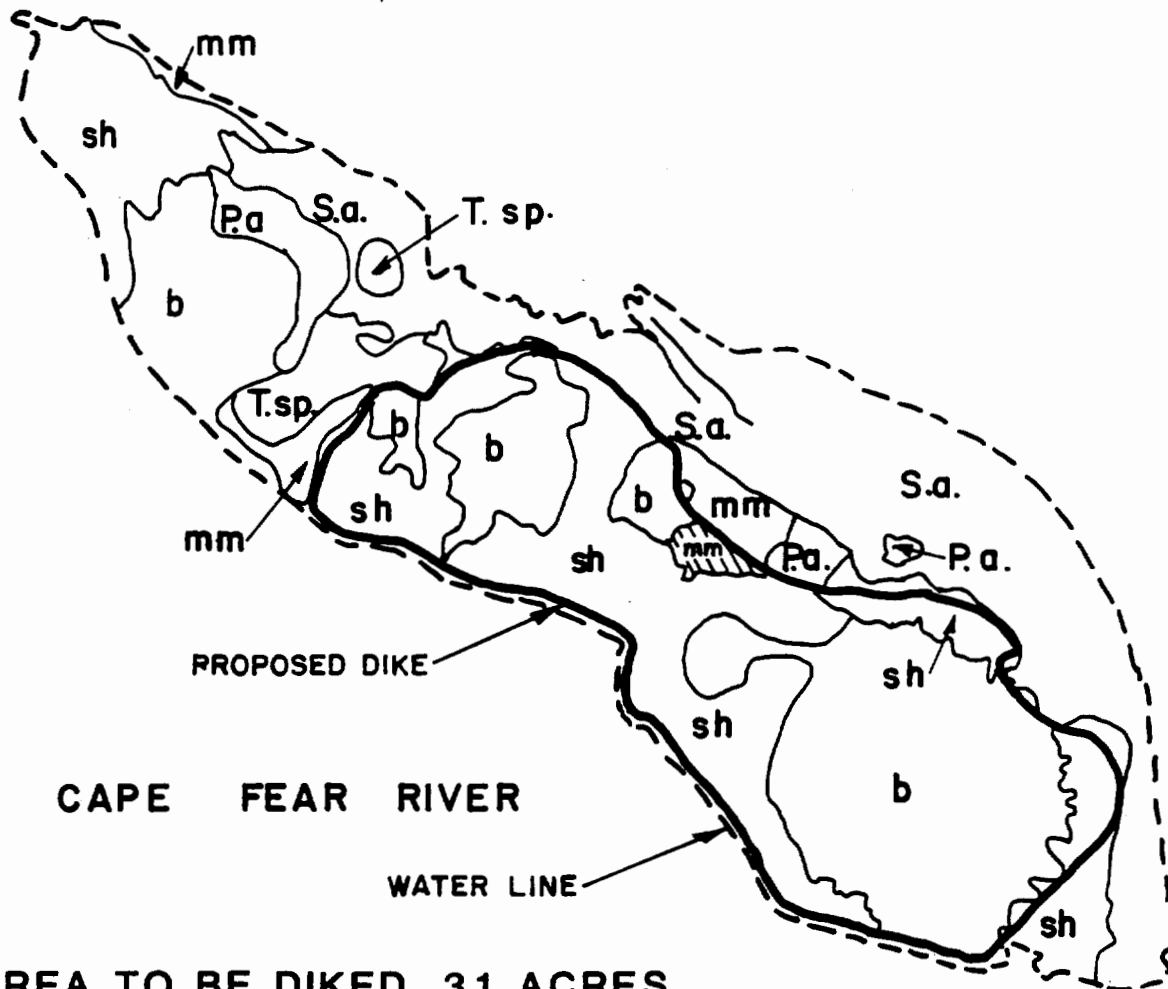 mm
sh
P.a
S.a.
T. sp.
b
T.sp.
b
b
S.a.
b
mm
S.a.
mm
sh
sh
mm
P.a.
P.a.
PROPOSED DIKE
sh
sh
CAPE FEAR RIVER
b
WATER LINE
sh
AREA TO BE DIKED 31 ACRES